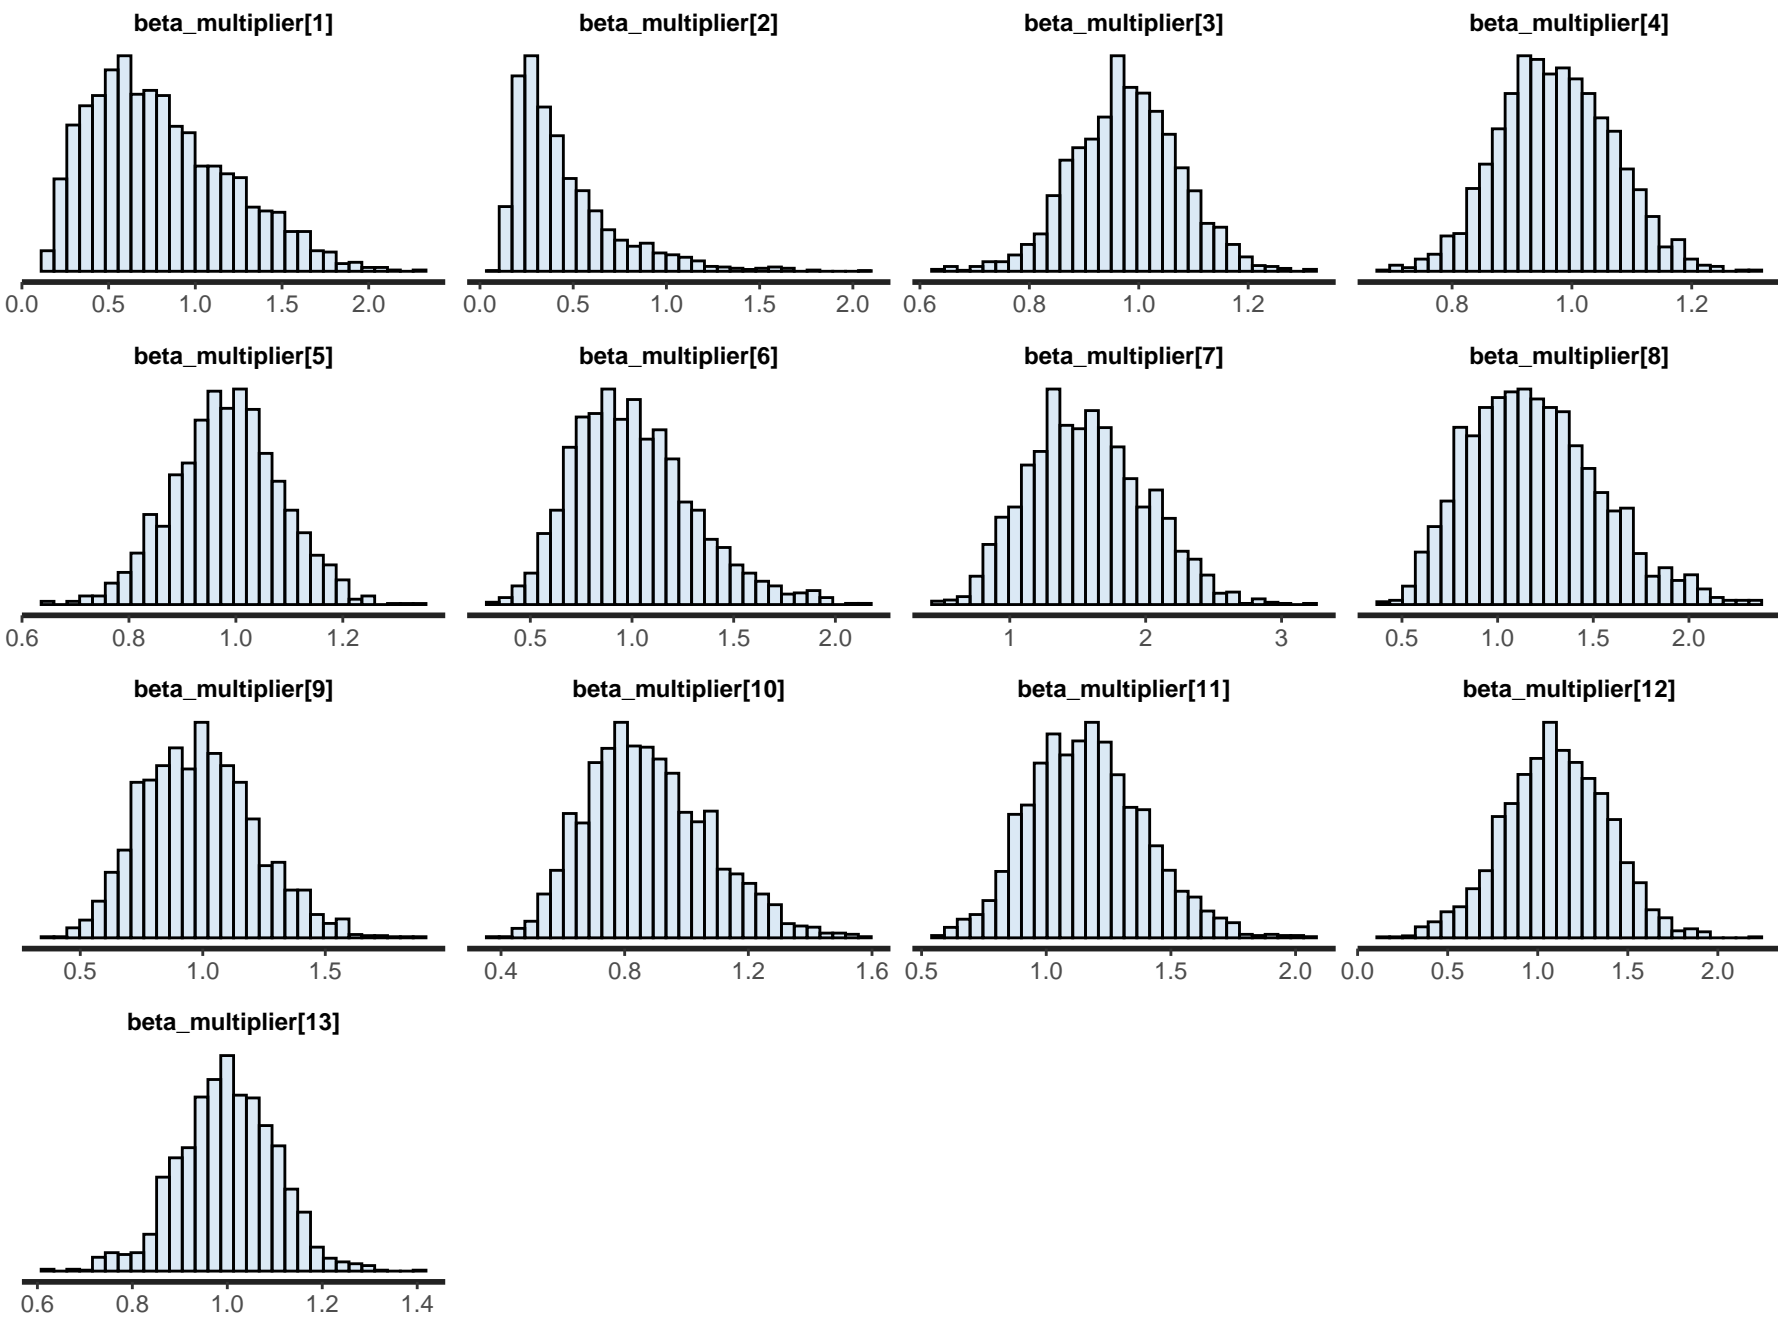 beta_multiplier[1] beta_multiplier[2] beta_multiplier[3] beta_multiplier[4]
0.0 0.5 1.0 1.5 2.0 0.0 0.5 1.0 1.5 2.0 0.6 0.8 1.0 1.2 0.8 1.0 1.2
beta_multiplier[5] beta_multiplier[6] beta_multiplier[7] beta_multiplier[8]
0.6 0.8 1.0 1.2 0.5 1.0 1.5 2.0 1 2 3 0.5 1.0 1.5 2.0
beta_multiplier[9] beta_multiplier[10] beta_multiplier[11] beta_multiplier[12]
0.5 1.0 1.5 0.4 0.8 1.2 1.6 0.5 1.0 1.5 2.0 0.0 0.5 1.0 1.5 2.0
beta_multiplier[13]
0.6 0.8 1.0 1.2 1.4